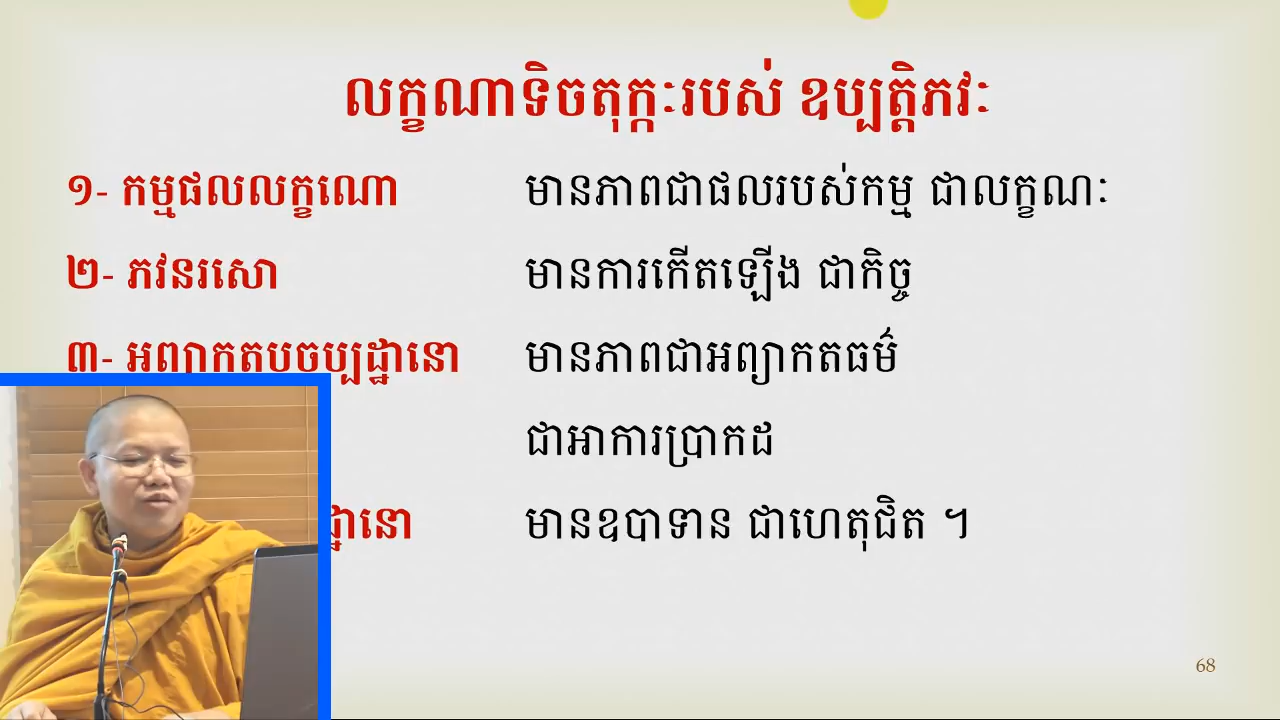 លក្ខណាទិចតុក្កៈរបស់ ឧប្បត្តិភវៈ
១- កម្មផលលក្ខណោ មានភាពជាផលរបស់កម្ម ជាលក្ខណៈ
២- ភវនរសោ មានការកើតឡើង ជាកិច្ច
៣- អព្យាកតបច្ចុប្បដ្ឋានោ មានភាពជាអព្យាកតធម៌
ជាអាការប្រាកដ
មានឧបាទាន ជាហេតុជិត ។
68